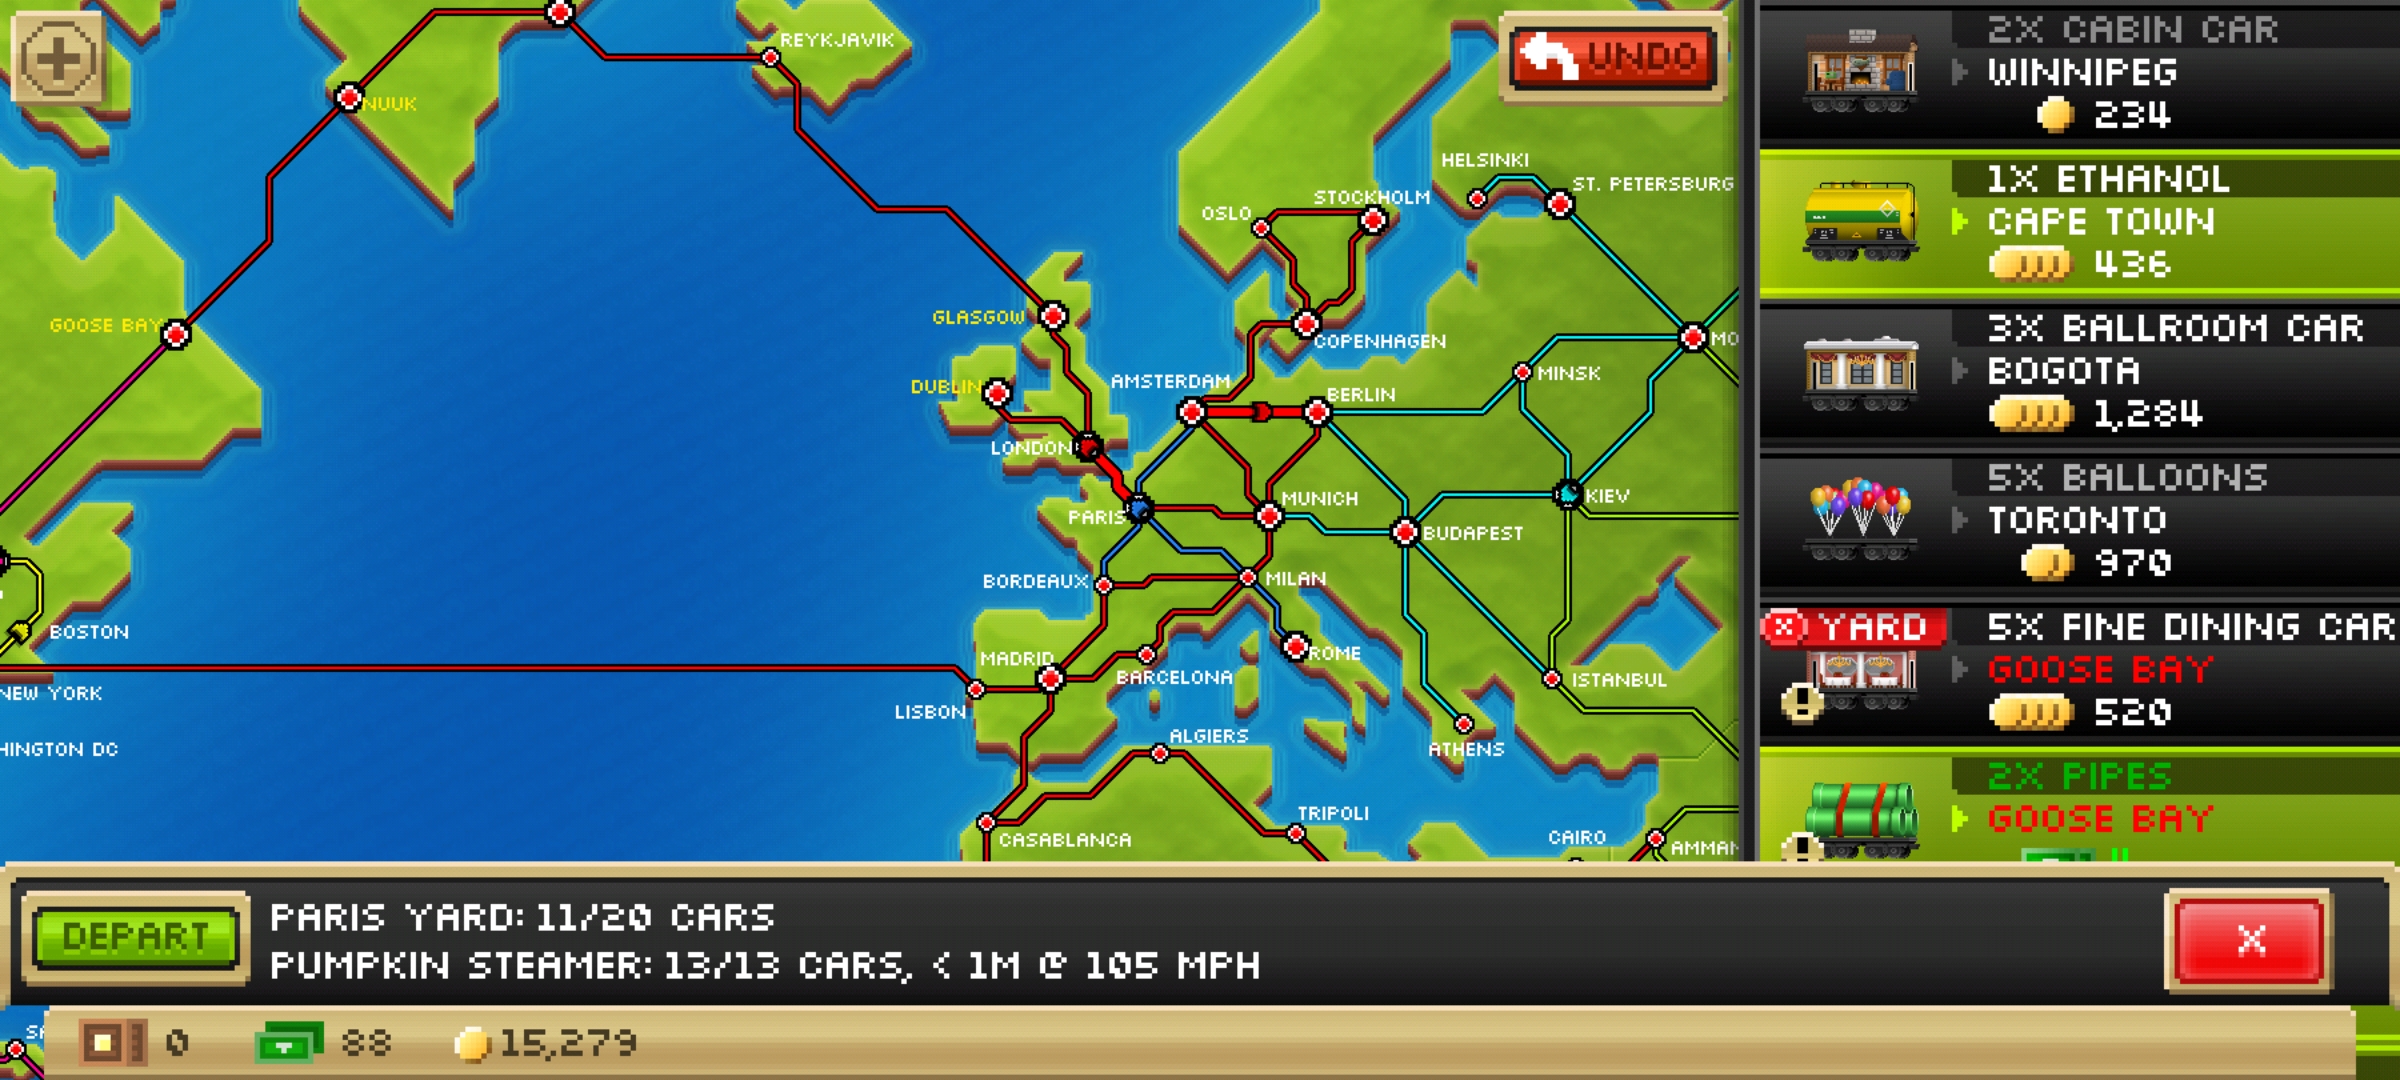 REYKJAVIK
NUUK
GOOSE BAY
GLASGOW
DUBLIN
LONDON
AMSTERDAM
BERLIN
OSLO
STOCKHOLM
HELSINKI
ST. PETERSBURG
COPENHAGEN
MINSK
MO
PARIS
MUNICH
KIEV
BUDAPEST
BORDEAUX
MILAN
BOSTON
MADRID
BARCELONA
ROME
ISTANBUL
NEW YORK
LISBON
ATHENS
HINGTON DC
ALGIERS
TRIPOLI
CASABLANCA
CAIRO
AMMAN
UNDO
2X CABIN CAR
WINNIPEG
234
1X ETHANOL
CAPE TOWN
436
3X BALLROOM CAR
BOGOTA
1,284
5X BALLOONS
TORONTO
970
X YARD
5X FINE DINING CAR
GOOSE BAY
520
2X PIPES
GOOSE BAY
DEPART
PARIS YARD: 11/20 CARS
PUMPKIN STEAMER: 13/13 CARS, < 1M @ 105 MPH
X
0
88
15,279